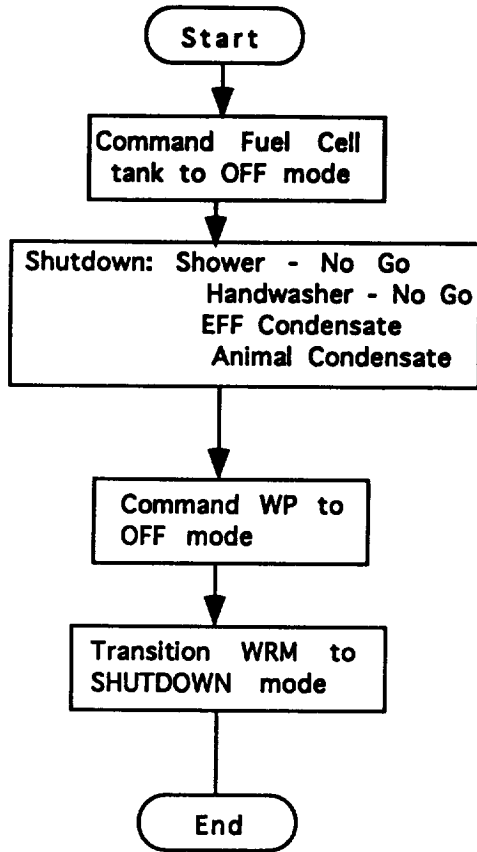 Start
Command Fuel Cell
tank to OFF mode
Shutdown: Shower - No Go
Handwasher - No Go
EFF Condensate
Animal Condensate
Command WP to
OFF mode
Transition WRM to
SHUTDOWN mode
End